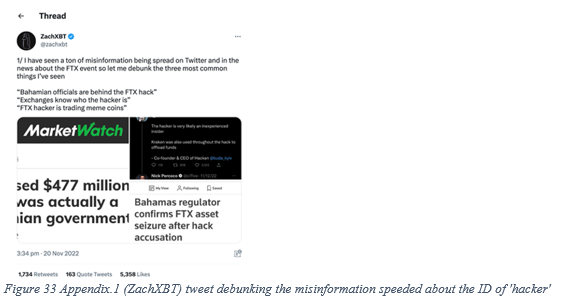 Thread
ZachXBT
@zachxbt
1/ I have seen a ton of misinformation being spread on Twitter and in the
news about the FTX event so let me debunk the three most common
things I've seen
"Bahamian officials are behind the FTX hack"
"Exchanges know who the hacker is"
"FTX hacker is trading meme coins"
MarketWatch
sed $477 million
was actually a
ian government
The hacker is very likely an inexperienced
insider
Kraken was also used throughout the hack to
offload funds
- Co-founder & CEO of Hacken
Nick Percoco
My View Following Saved
Bahamas regulator
confirms FTX asset
seizure after hack
accusation
3:34 pm · 20 Nov 2022
1,734 Retweets 163 Quote Tweets 5,358 Likes
Figure 33 Appendix.1 (ZachXBT) tweet debunking the misinformation speeded about the ID of 'hacker'